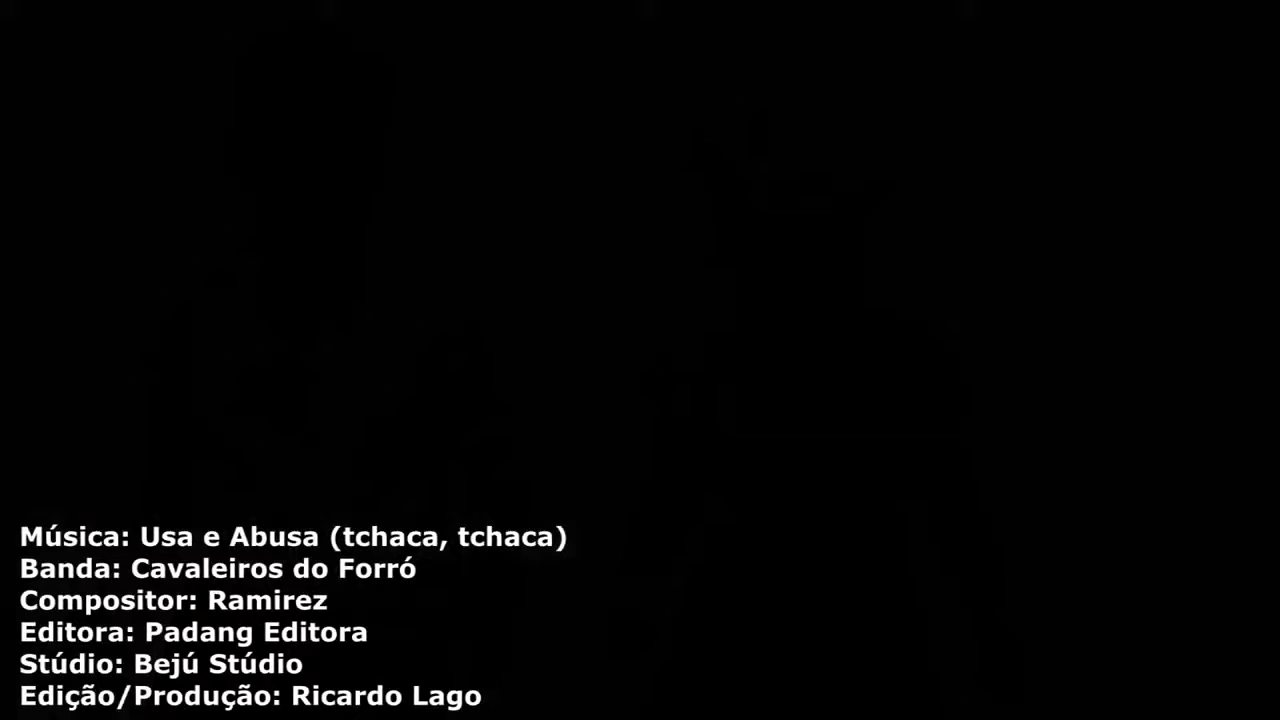 Música: Usa e Abusa (tchaca, tchaca)
Banda: Cavaleiros do Forró
Compositor: Ramirez
Editora: Padang Editora
Stúdio: Bejú Stúdio
Edição/Produção: Ricardo Lago